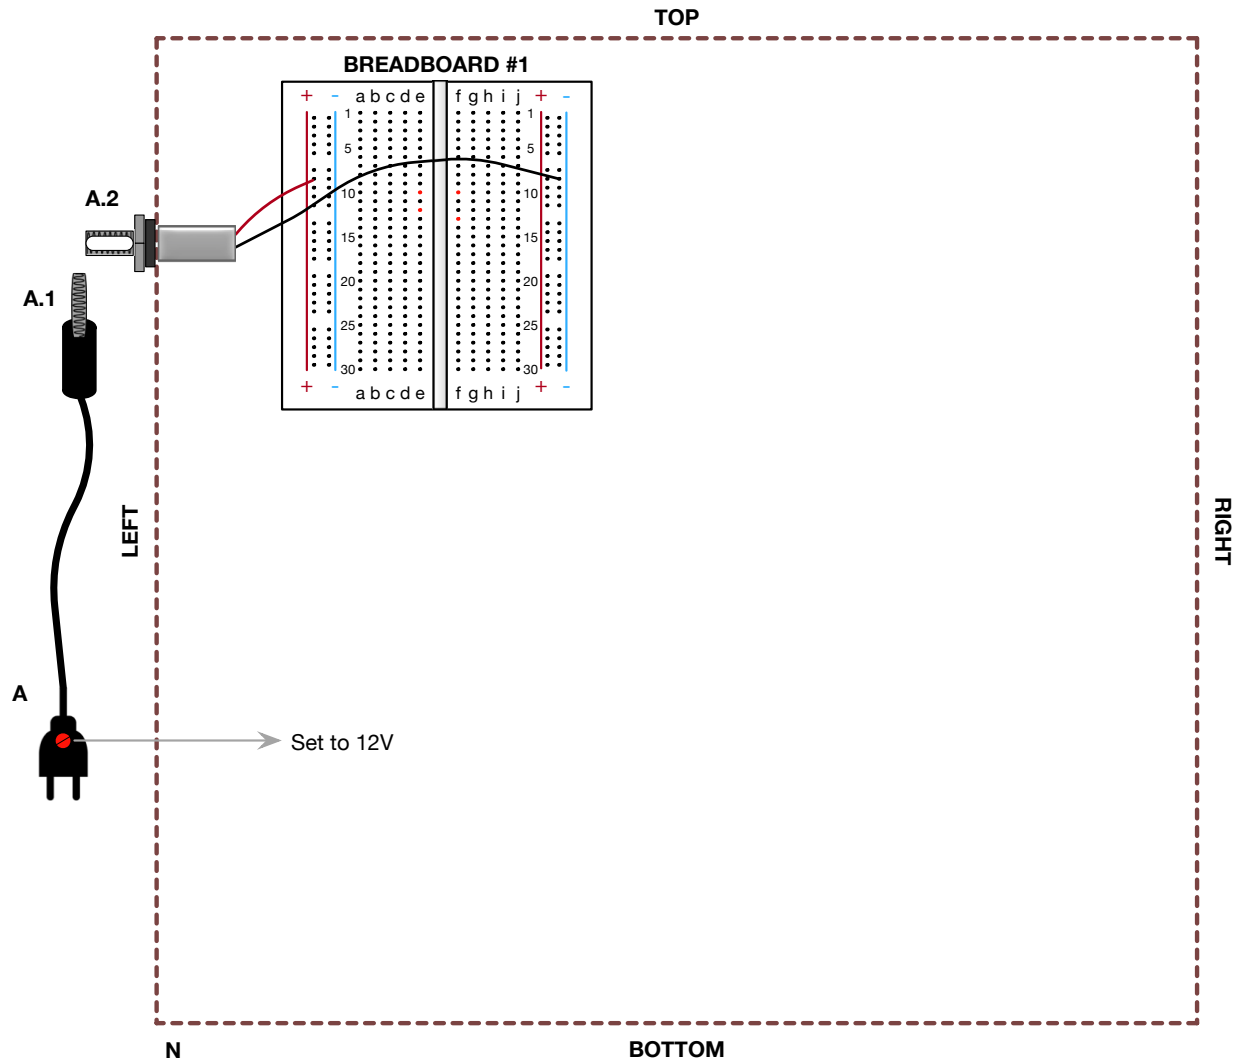 TOP
BREADBOARD #1
+ - a b c d e f g h i j + -
1 1
5 5
A.2
10 10
15 15
A.1
20 20
25 25
30 30
+ - a b c d e f g h i j + -
LEFT
RIGHT
A
Set to 12V
N
BOTTOM